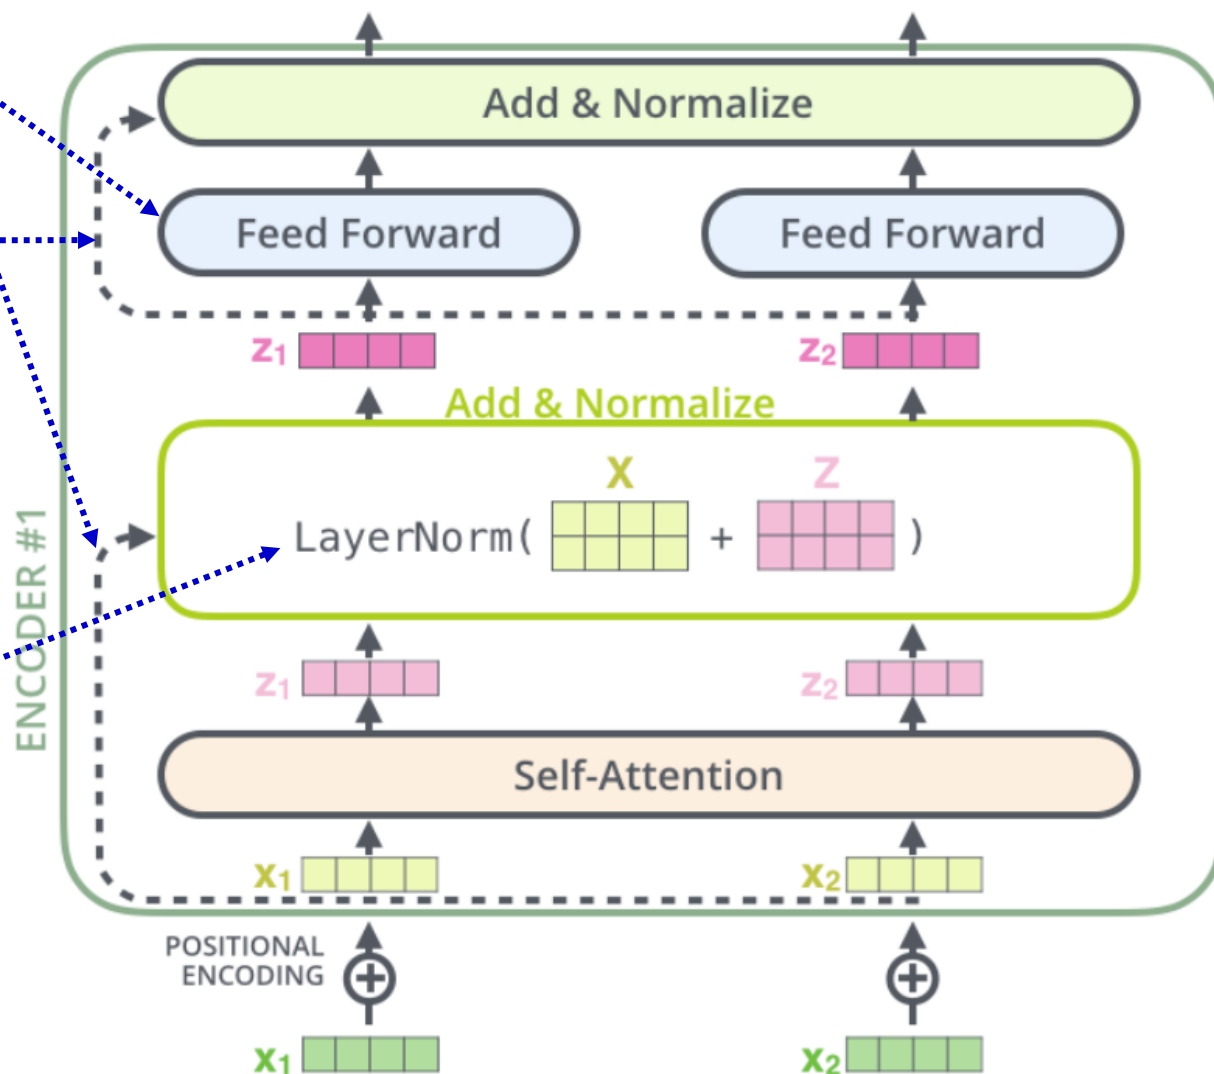 Add & Normalize
Feed Forward
Feed Forward
z1
z2
Add & Normalize
X
Z
LayerNorm(
+
)
ENCODER #1
z1
z2
Self-Attention
x1
x2
POSITIONAL
ENCODING
x1
x2